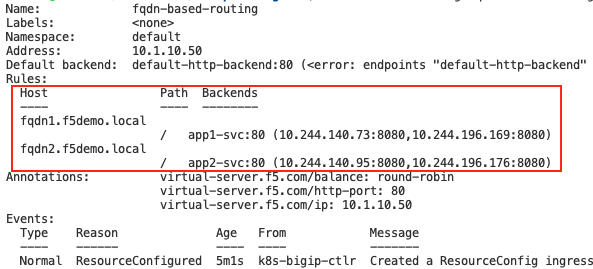 Name: fqdn-based-routing
Labels: <none>
Namespace: default
Address: 10.1.10.50
Default backend: default-http-backend:80 (<error: endpoints "default-http-backend"
Rules:
Host Path Backends
---- ---- --------
fqdn1.f5demo.local
/ app1-svc:80 (10.244.140.73:8080,10.244.196.169:8080)
fqdn2.f5demo.local
/ app2-svc:80 (10.244.140.95:8080,10.244.196.176:8080)
Annotations: virtual-server.f5.com/balance: round-robin
virtual-server.f5.com/http-port: 80
virtual-server.f5.com/ip: 10.1.10.50
Events:
Type Reason Age From Message
---- ------ ---- ---- -------
Normal ResourceConfigured 5m1s k8s-bigip-ctlr Created a ResourceConfig ingress